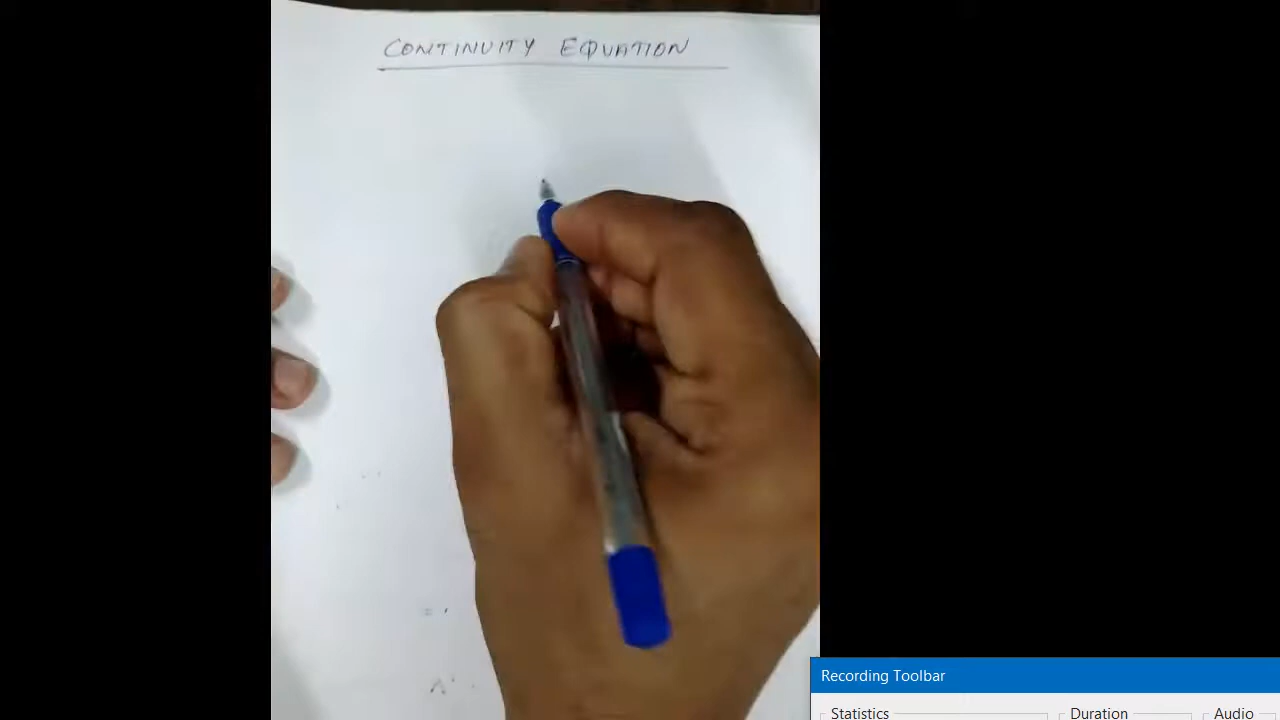 CONTINUITY EQUATION
Recording Toolbar
Statistics
Duration
Audio